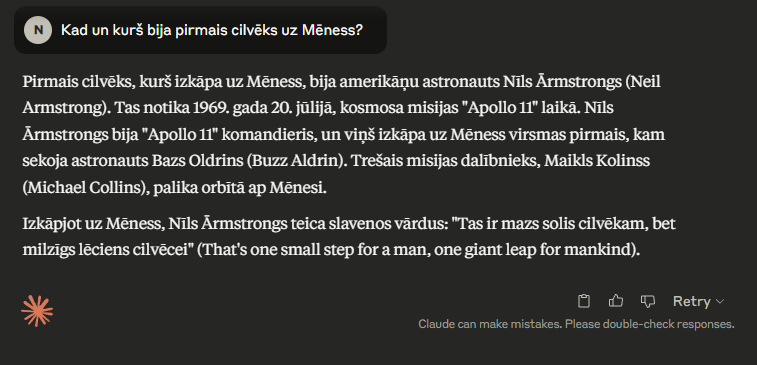 N Kad un kurš bija pirmais cilvēks uz Mēness?
Pirmais cilvēks, kurš izkāpa uz Mēness, bija amerikāņu astronauts Nīls Ārmstrongs (Neil
Armstrong). Tas notika 1969. gada 20. jūlijā, kosmosa misijas "Apollo 11" laikā. Nīls
Ārmstrongs bija "Apollo 11" komandieris, un viņš izkāpa uz Mēness virsmas pirmais, kam
sekoja astronauts Bazs Oldrins (Buzz Aldrin). Trešais misijas dalībnieks, Maikls Kolinss
(Michael Collins), palika orbītā ap Mēnesi.
Izkāpjot uz Mēness, Nīls Ārmstrongs teica slavenos vārdus: "Tas ir mazs solis cilvēkam, bet
milzīgs lēciens cilvēcei" (That's one small step for a man, one giant leap for mankind).
Retry
Claude can make mistakes. Please double-check responses.